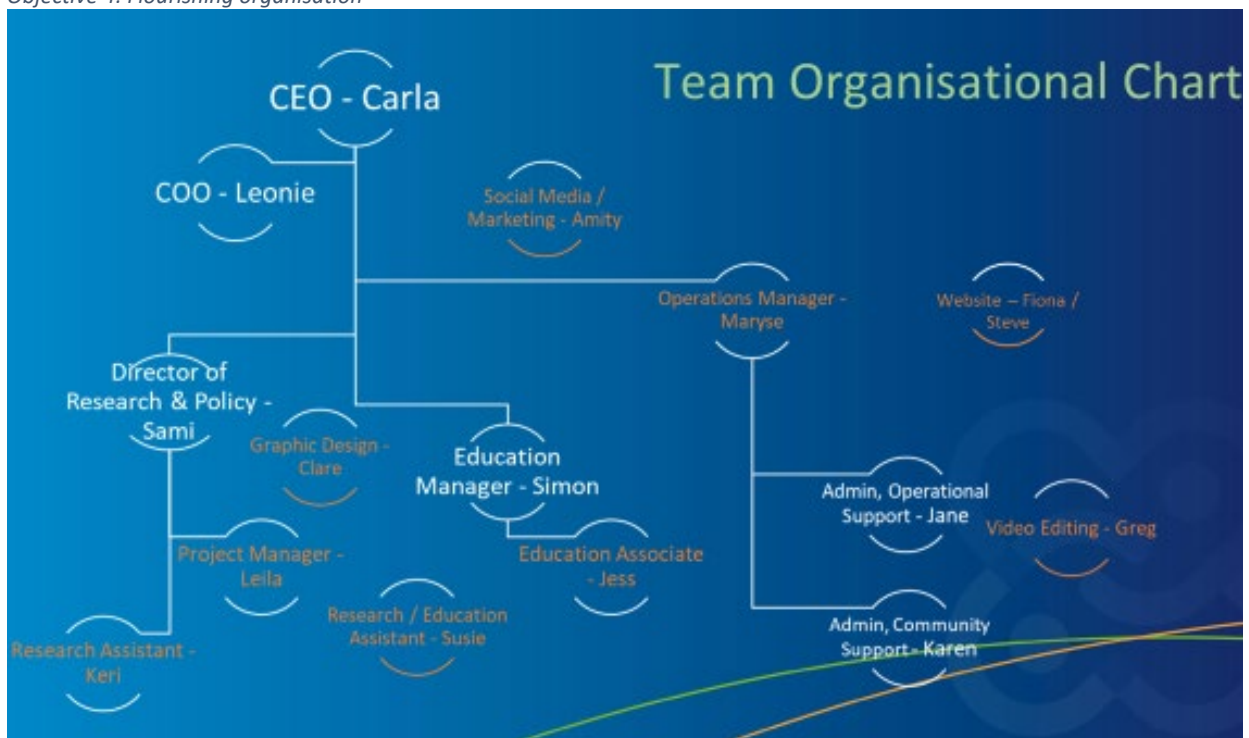 Objective 4: Flourishing organisation
Team Organisational Chart
CEO - Carla
COO - Leonie
Social Media /
Marketing - Amity
Operations Manager -
Maryse
Website – Fiona /
Steve
Director of
Research & Policy -
Sami
Graphic Design -
Clare
Education
Manager - Simon
Admin, Operational
Support - Jane
Video Editing - Greg
Project Manager -
Leila
Education Associate
- Jess
Research / Education
Assistant - Susie
Admin, Community
Support - Karen
Research Assistant -
Keri